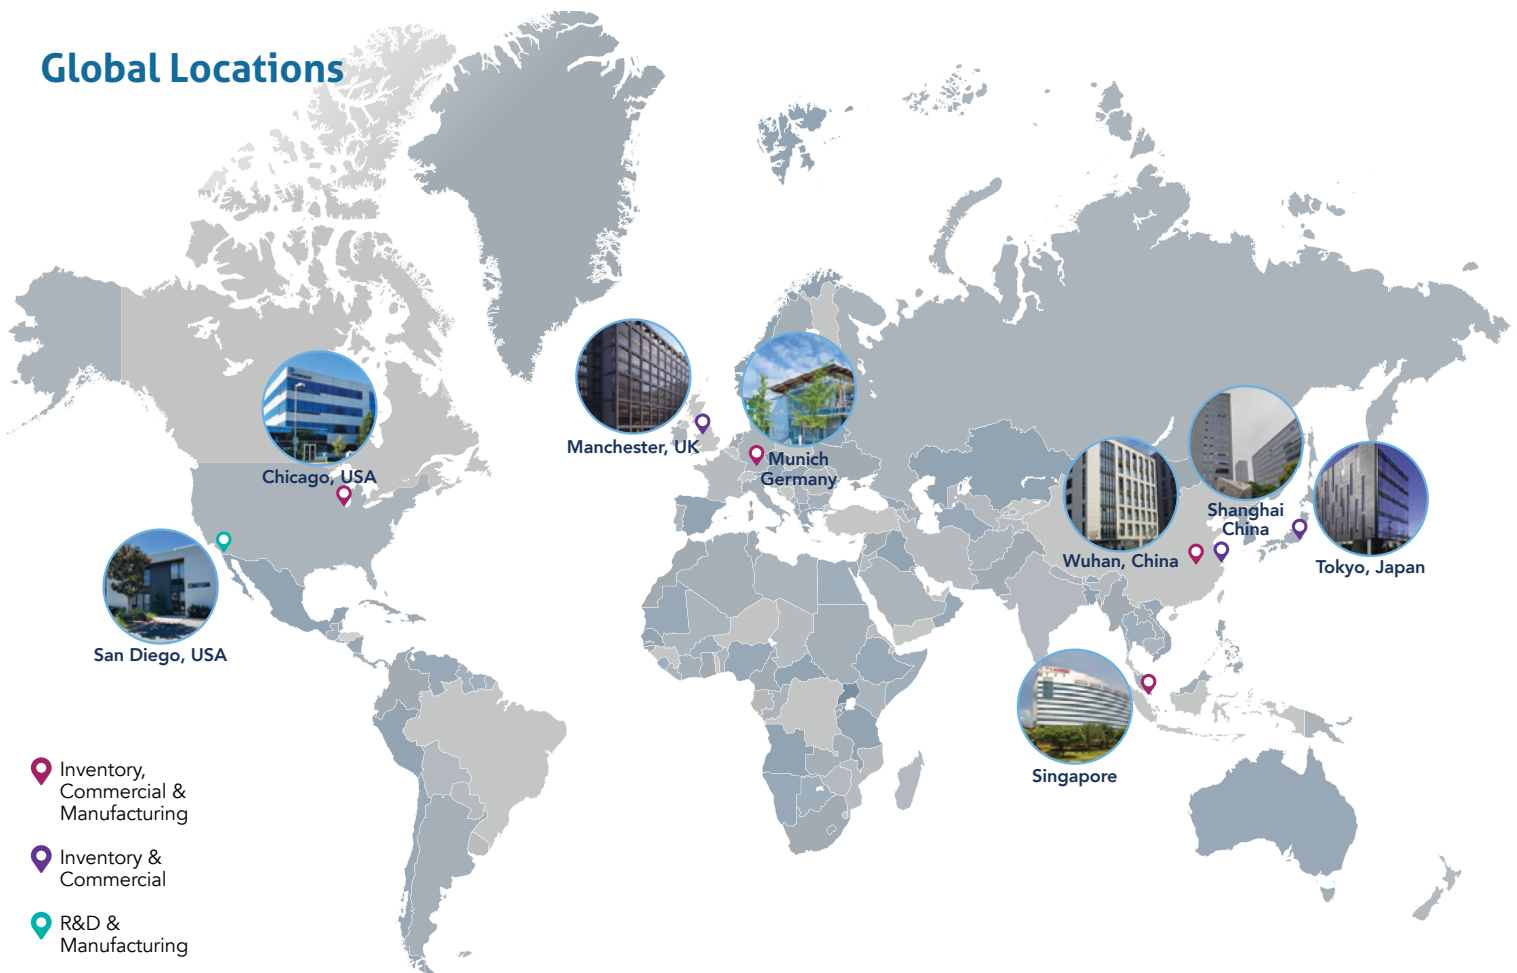 Global Locations
Chicago, USA
San Diego, USA
Manchester, UK
Munich
Germany
Wuhan, China
Shanghai
China
Tokyo, Japan
Singapore
Inventory,
Commercial &
Manufacturing
Inventory &
Commercial
R&D &
Manufacturing